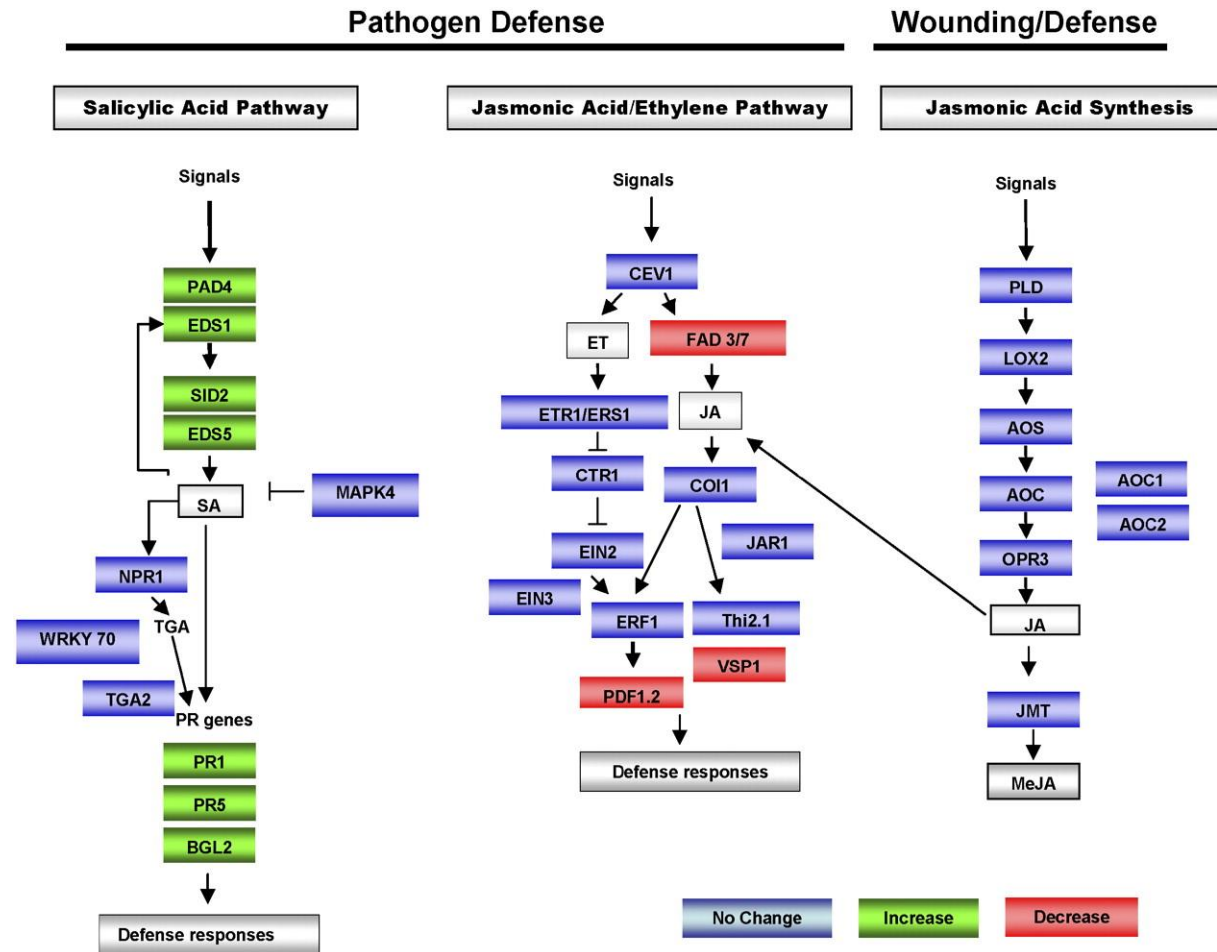 Pathogen Defense
Wounding/Defense
Salicylic Acid Pathway
Jasmonic Acid/Ethylene Pathway
Jasmonic Acid Synthesis
Signals
PAD4
EDS1
SID2
EDS5
SA
MAPK4
NPR1
TGA
WRKY 70
TGA2
PR genes
PR1
PR5
BGL2
Defense responses
Signals
CEV1
ET
FAD 3/7
ETR1/ERS1
JA
CTR1
COI1
EIN2
JAR1
EIN3
ERF1
Thi2.1
VSP1
PDF1.2
Defense responses
Signals
PLD
LOX2
AOS
AOC
AOC1
AOC2
OPR3
JA
JMT
MeJA
No Change
Increase
Decrease